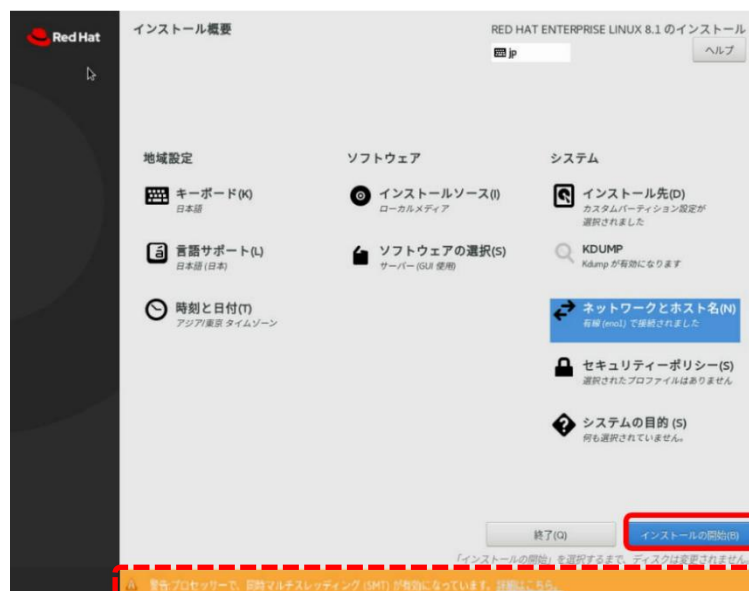 Red Hat
インストール概要
RED HAT ENTERPRISE LINUX 8.1 のインストール
jp
ヘルプ
地域設定
キーボード(K)
日本語
言語サポート(L)
日本語 (日本)
時刻と日付(T)
アジア/東京 タイムゾーン
ソフトウェア
インストールソース(I)
ローカルメディア
ソフトウェアの選択(S)
サーバー (GUI 使用)
システム
インストール先(D)
カスタムパーティション設定が
選択されました
KDUMP
Kdump が有効になります
ネットワークとホスト名(N)
有線 (eno1) で接続されました
セキュリティーポリシー(S)
選択されたプロファイルはありません
システムの目的 (S)
何も選択されていません。
終了(Q)
インストールの開始(B)
「インストールの開始」を選択するまで、ディスクは変更されません。
警告:プロセッサーで、同時マルチスレッディング (SMT) が有効になっています。詳細はこちら。